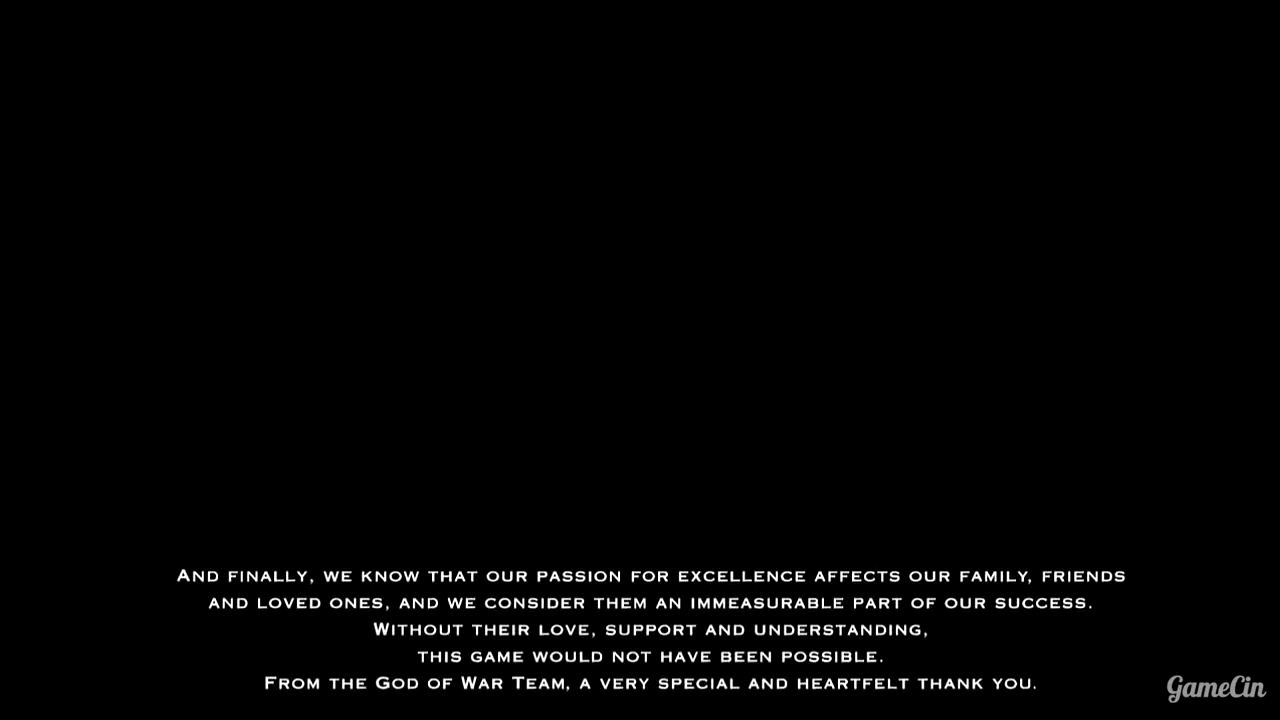 And finally, we know that our passion for excellence affects our family, friends
and loved ones, and we consider them an immeasurable part of our success.
Without their love, support and understanding,
this game would not have been possible.
From the God of War Team, a very special and heartfelt thank you.
GameCin